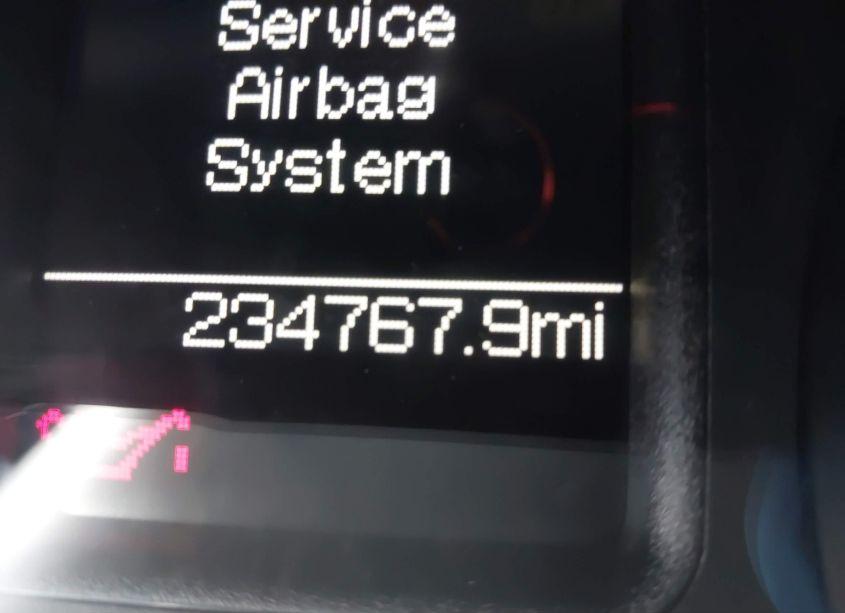 Service
Airbag
System
234767.9mi